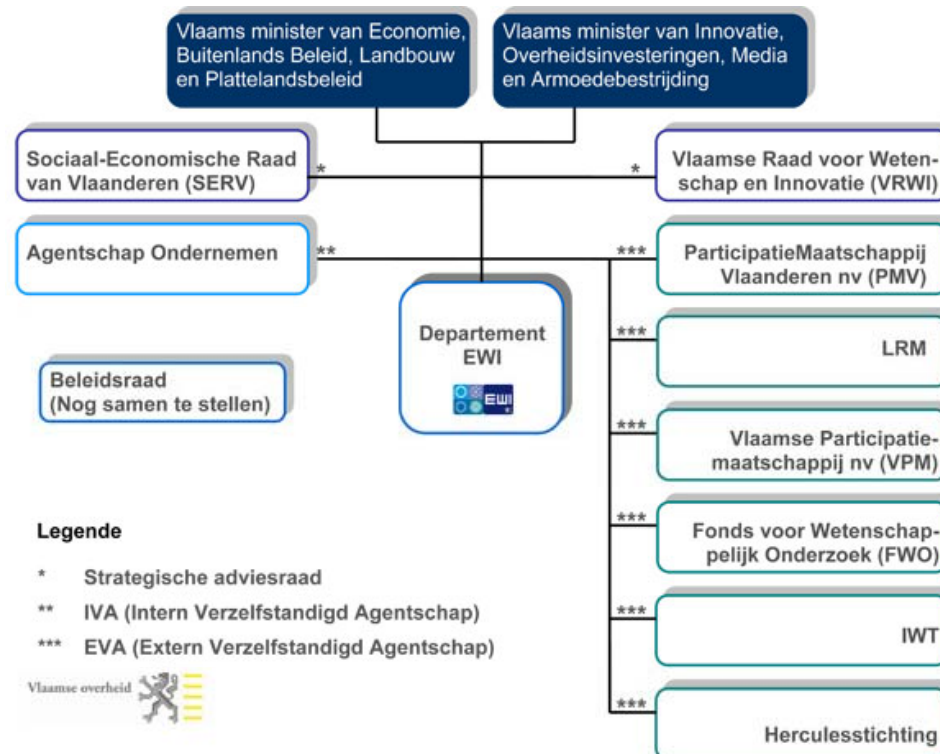 Vlaams minister van Economie,
Buitenlands Beleid, Landbouw
en Plattelandsbeleid
Vlaams minister van Innovatie,
Overheidsinvesteringen, Media
en Armoedebestrijding
Sociaal-Economische Raad
van Vlaanderen (SERV)
*
*
Vlaamse Raad voor Weten-
schap en Innovatie (VRWI)
Agentschap Ondernemen
**
***
ParticipatieMaatschappij
Vlaanderen nv (PMV)
Departement
EWI
EWI
***
LRM
Beleidsraad
(Nog samen te stellen)
***
Vlaamse Participatie-
maatschappij nv (VPM)
***
Fonds voor Wetenschap-
pelijk Onderzoek (FWO)
***
IWT
***
Herculesstichting
Legende
* Strategische adviesraad
** IVA (Intern Verzelfstandigd Agentschap)
*** EVA (Extern Verzelfstandigd Agentschap)
Vlaamse overheid